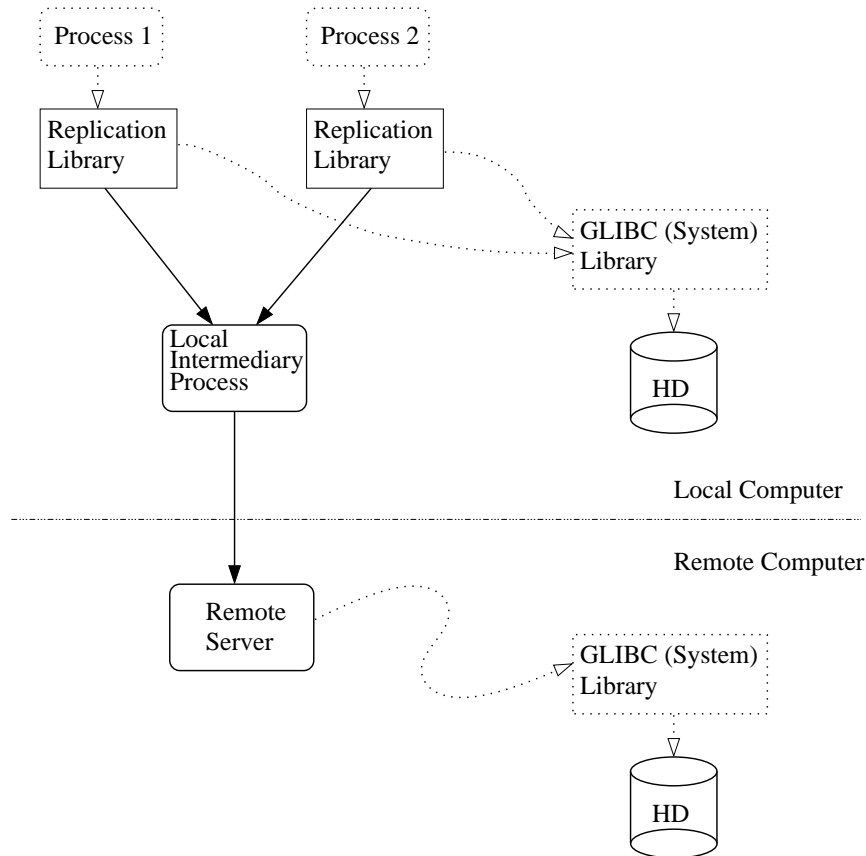 Process 1
Process 2
Replication
Library
Replication
Library
GLIBC (System)
Library
Local
Intermediary
Process
HD
Local Computer
Remote Computer
Remote
Server
GLIBC (System)
Library
HD